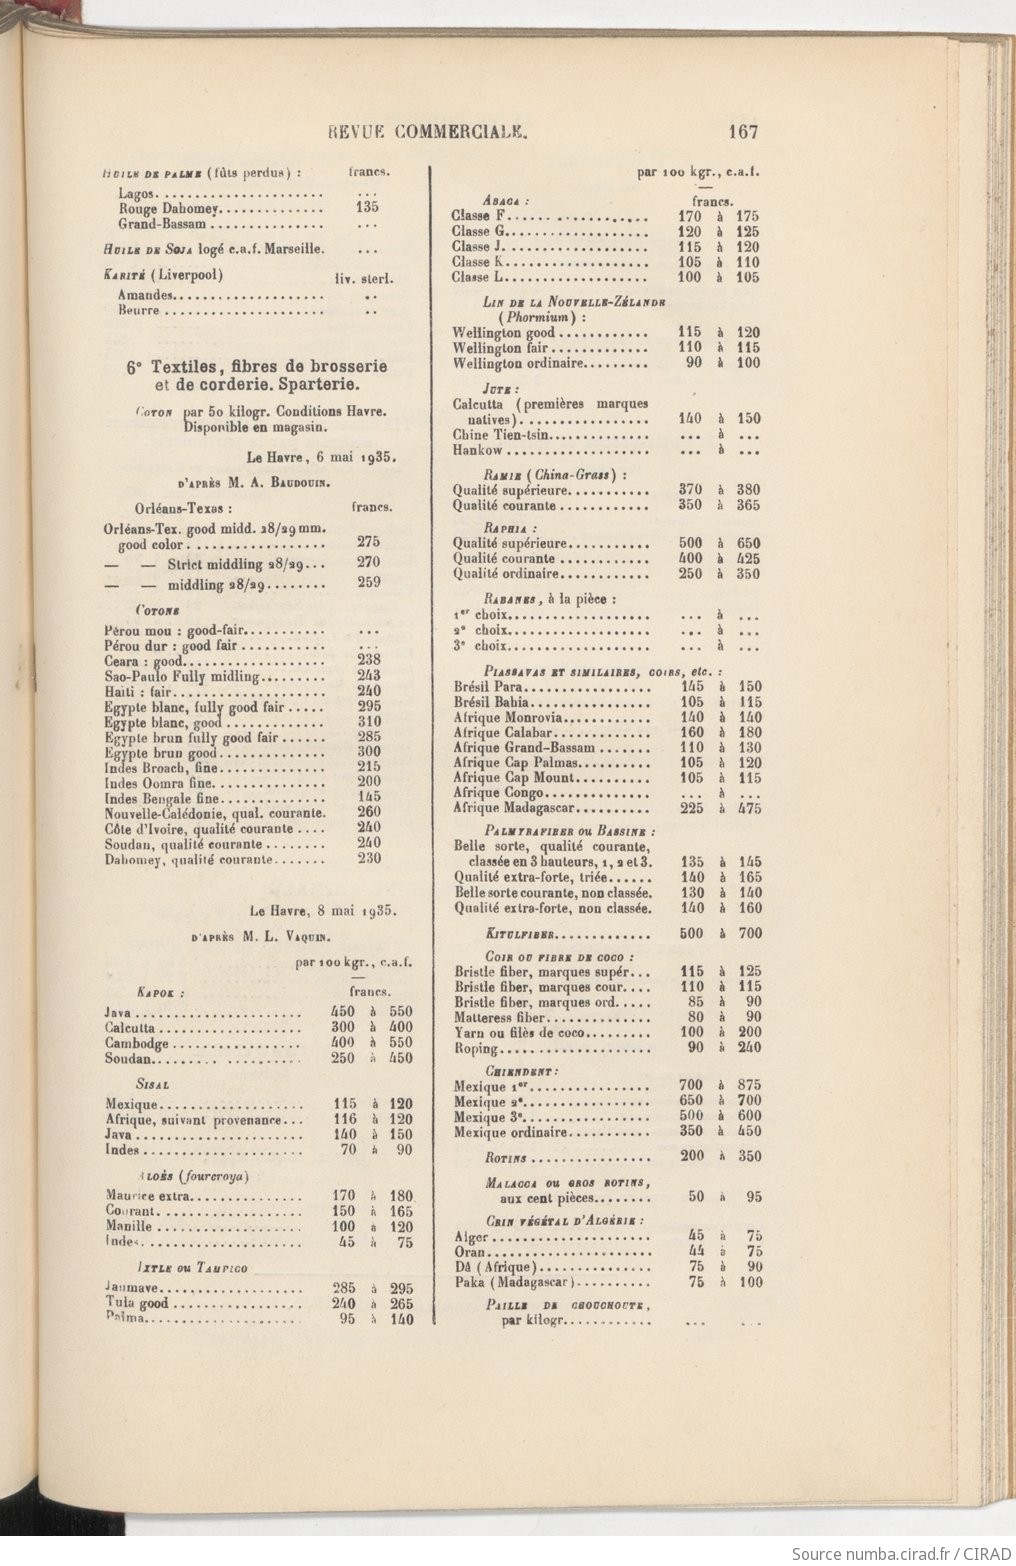 REVUE COMMERCIALE. 167
HUILE DE PALME (fûts perdus) : francs.
Lagos. ...
Rouge Dahomey. 135
Grand-Bassam ...
HUILE DE SOJA logé c.a.f. Marseille. ...
KARITÉ (Liverpool) liv. sterl.
Amandes. ..
Beurre ..
6° Textiles, fibres de brosserie
et de corderie. Sparterie.
COTON par 50 kilogr. Conditions Havre.
Disponible en magasin.
Le Havre, 6 mai 1935.
D'APRÈS M. A. BAUDOUIN.
Orléans-Texas : francs.
Orléans-Tex. good midd. 28/29 mm.
good color 275
— — Strict middling 28/29... 270
— — middling 28/29 259
COTONS
Pérou mou : good-fair. ...
Pérou dur : good fair ...
Ceara : good. 238
Sao-Paulo Fully midling. 243
Haïti : fair. 240
Egypte blanc, fully good fair 295
Egypte blanc, good 310
Egypte brun fully good fair 285
Egypte brun good. 300
Indes Broach, fine. 215
Indes Oomra fine. 200
Indes Bengale fine. 145
Nouvelle-Calédonie, qual. courante. 260
Côte d'Ivoire, qualité courante .... 240
Soudan, qualité courante 240
Dahomey, qualité courante. 230
Le Havre, 8 mai 1935.
D'APRÈS M. L. VAQUIN.
par 100 kgr., c.a.f.
KAPOK : francs.
Java 450 à 550
Calcutta 300 à 400
Cambodge 400 à 550
Soudan. 250 à 450
SISAL
Mexique. 115 à 120
Afrique, suivant provenance... 116 à 120
Java 140 à 150
Indes 70 à 90
ALOÈS (fourcroya)
Maurice extra. 170 à 180
Courant. 150 à 165
Manille 100 à 120
Indes. 45 à 75
IXTLE OU TAMPICO
Jaumave. 285 à 295
Tula good 240 à 265
Palma. 95 à 140
par 100 kgr., c.a.f.
ABACA : francs.
Classe F. 170 à 175
Classe G. 120 à 125
Classe J. 115 à 120
Classe K. 105 à 110
Classe L. 100 à 105
LIN DE LA NOUVELLE-ZÉLANDE
(Phormium) :
Wellington good 115 à 120
Wellington fair 110 à 115
Wellington ordinaire. 90 à 100
JUTE :
Calcutta (premières marques
natives). 140 à 150
Chine Tien-tsin. ... à ...
Hankow ... à ...
RAMIE (China-Grass) :
Qualité supérieure. 370 à 380
Qualité courante 350 à 365
RAPHIA :
Qualité supérieure. 500 à 650
Qualité courante 400 à 425
Qualité ordinaire. 250 à 350
RABANES, à la pièce :
1er choix. ... à ...
2e choix. ... à ...
3e choix. ... à ...
PIASSAVAS ET SIMILAIRES, COIRS, etc. :
Brésil Para. 145 à 150
Brésil Bahia. 105 à 115
Afrique Monrovia. 140 à 140
Afrique Calabar. 160 à 180
Afrique Grand-Bassam 110 à 130
Afrique Cap Palmas. 105 à 120
Afrique Cap Mount. 105 à 115
Afrique Congo. ... à ...
Afrique Madagascar. 225 à 475
PALMYRAFIBER OU BASSINE :
Belle sorte, qualité courante,
classée en 3 hauteurs, 1, 2 et 3. 135 à 145
Qualité extra-forte, triée. 140 à 165
Belle sorte courante, non classée. 130 à 140
Qualité extra-forte, non classée. 140 à 160
KITULFIBER. 500 à 700
COIR OU FIBRE DE COCO :
Bristle fiber, marques supér... 115 à 125
Bristle fiber, marques cour.... 110 à 115
Bristle fiber, marques ord. 85 à 90
Matteress fiber. 80 à 90
Yarn ou filés de coco. 100 à 200
Roping. 90 à 240
CHIENDENT :
Mexique 1er. 700 à 875
Mexique 2e. 650 à 700
Mexique 3e. 500 à 600
Mexique ordinaire. 350 à 450
ROTINS 200 à 350
MALACCA OU GROS ROTINS,
aux cent pièces. 50 à 95
CRIN VÉGÉTAL D'ALGÉRIE :
Alger 45 à 75
Oran. 44 à 75
Dâ (Afrique). 75 à 90
Paka (Madagascar) 75 à 100
PAILLE DE CHOUCHOUTE,
par kilogr. ... ...
Source numba.cirad.fr / CIRAD